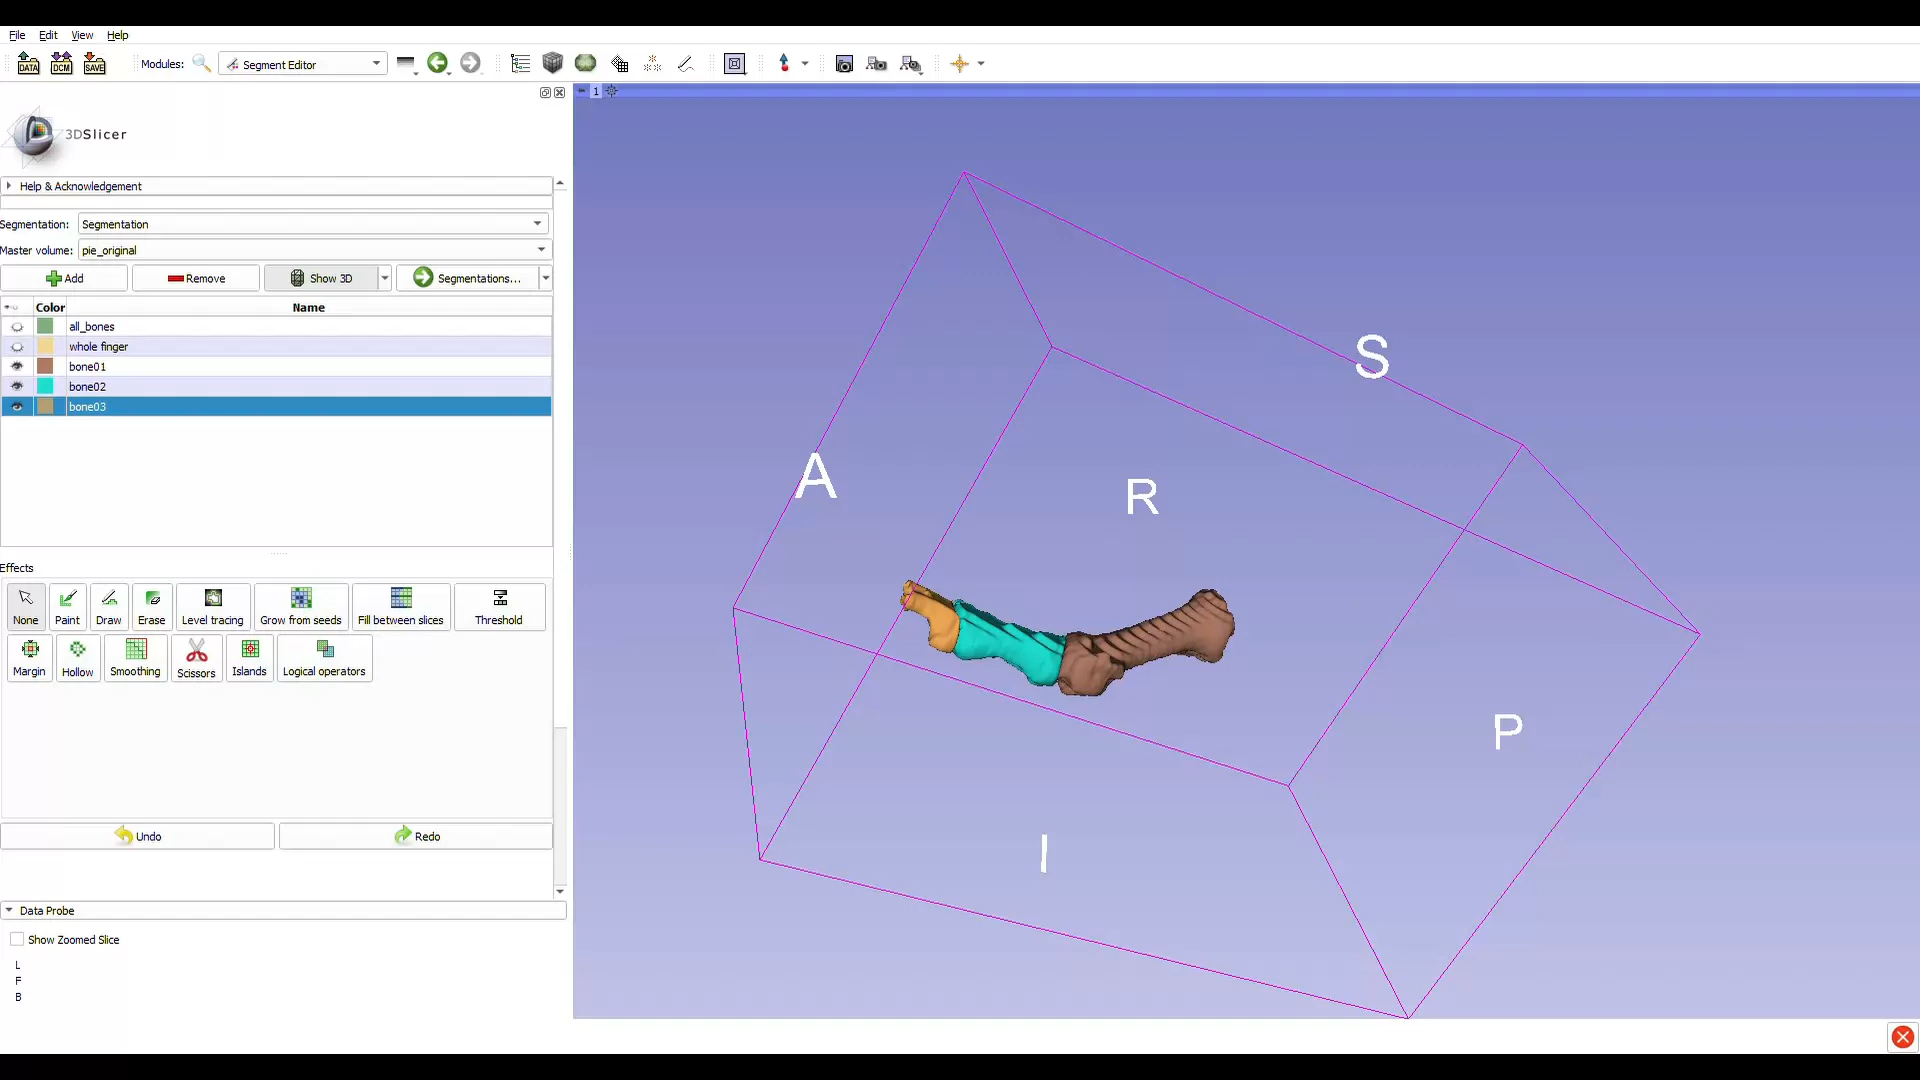 File Edit View Help
DATA DCM SAVE Modules: Segment Editor
1
3DSlicer
Help & Acknowledgement
Segmentation: Segmentation
Master volume: pie_original
Add Remove Show 3D Segmentations...
Color Name
all_bones
whole finger
bone01
bone02
bone03
Effects
None Paint Draw Erase Level tracing Grow from seeds Fill between slices Threshold
Margin Hollow Smoothing Scissors Islands Logical operators
Undo Redo
Data Probe
Show Zoomed Slice
L
F
B
S
A
R
P
I